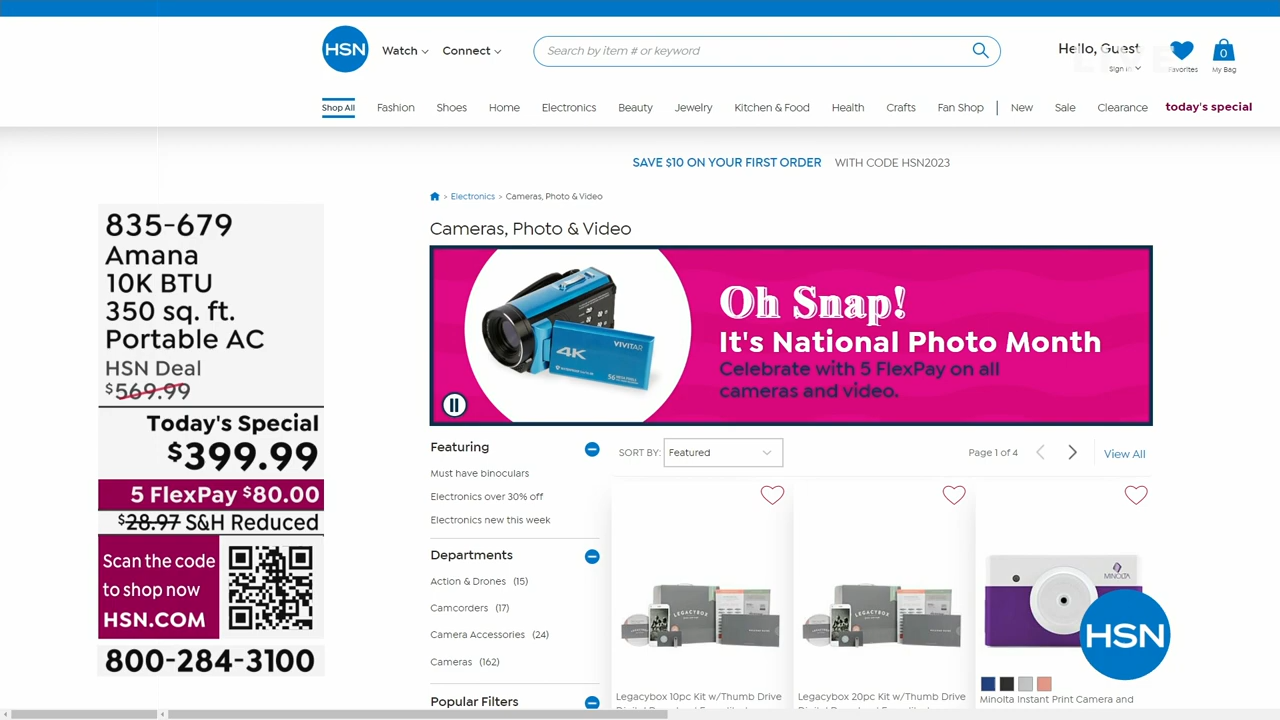 HSN
Watch
Connect
Search by item # or keyword
Hello, Guest
Sign in
Favorites
0
My Bag
Shop All
Fashion
Shoes
Home
Electronics
Beauty
Jewelry
Kitchen & Food
Health
Crafts
Fan Shop
New
Sale
Clearance
today's special
SAVE $10 ON YOUR FIRST ORDER WITH CODE HSN2023
> Electronics > Cameras, Photo & Video
Cameras, Photo & Video
835-679
Amana
10K BTU
350 sq. ft.
Portable AC
HSN Deal
$569.99
Today's Special
$399.99
5 FlexPay $80.00
$28.97 S&H Reduced
Scan the code
to shop now
HSN.COM
800-284-3100
VIVITAR
4K
Oh Snap!
It's National Photo Month
Celebrate with 5 FlexPay on all
cameras and video.
Featuring
Must have binoculars
Electronics over 30% off
Electronics new this week
Departments
Action & Drones (15)
Camcorders (17)
Camera Accessories (24)
Cameras (162)
Popular Filters
SORT BY: Featured
Page 1 of 4
View All
LEGACYBOX
LEGACYBOX
MINOLTA
HSN
Legacybox 10pc Kit w/Thumb Drive
Legacybox 20pc Kit w/Thumb Drive
Minolta Instant Print Camera and